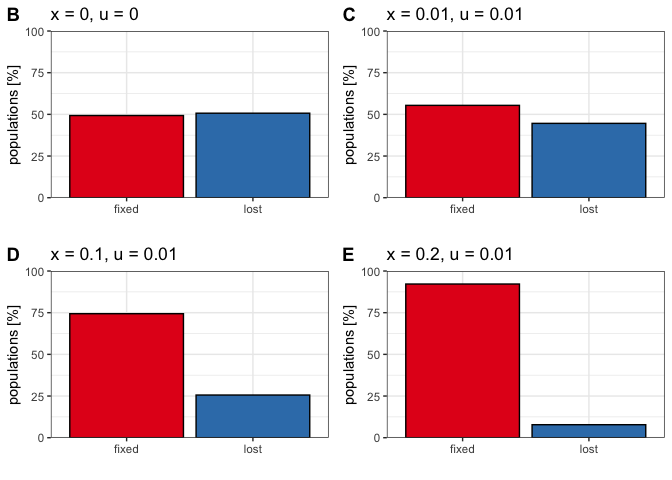 B x = 0, u = 0
populations [%]
100
75
50
25
0
fixed lost
C x = 0.01, u = 0.01
populations [%]
100
75
50
25
0
fixed lost
D x = 0.1, u = 0.01
populations [%]
100
75
50
25
0
fixed lost
E x = 0.2, u = 0.01
populations [%]
100
75
50
25
0
fixed lost